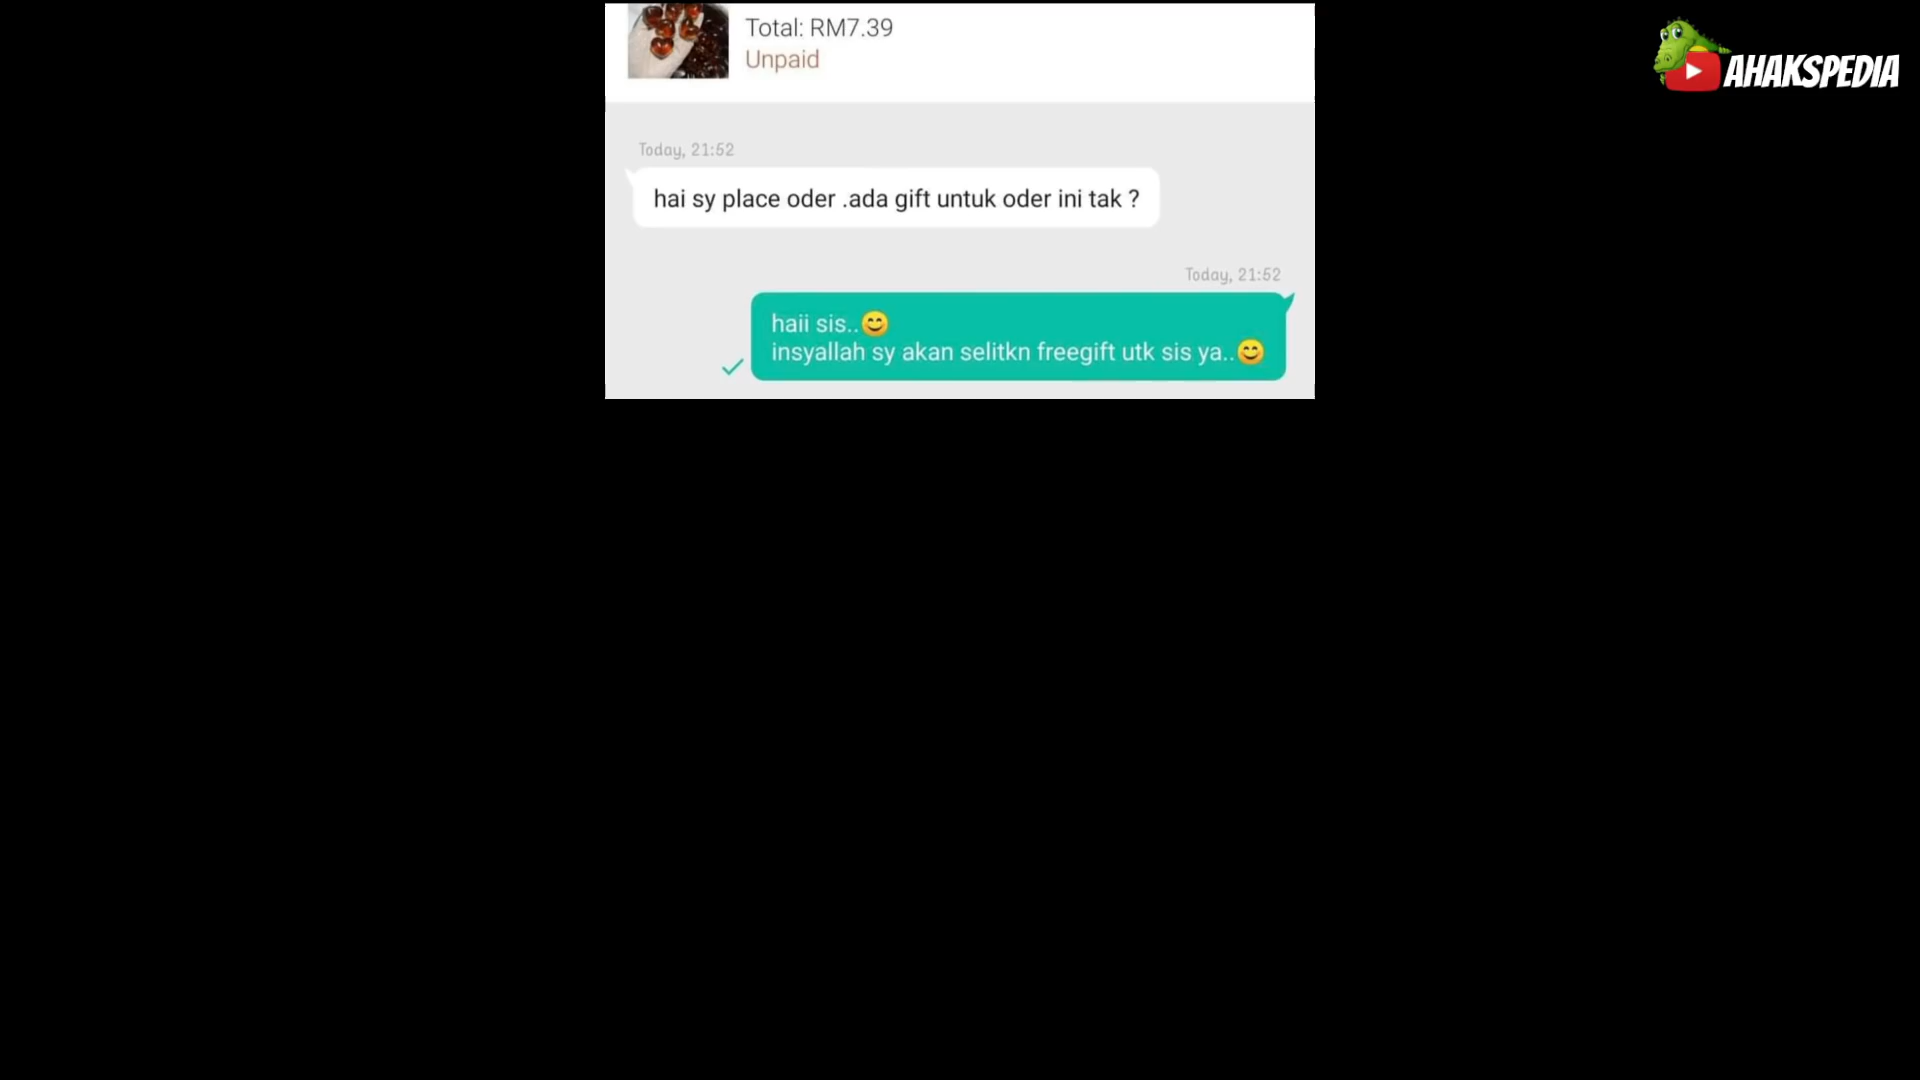 Total: RM7.39
Unpaid
AHAKSPEDIA
Today, 21:52
hai sy place oder .ada gift untuk oder ini tak ?
Today, 21:52
haii sis..😊
insyallah sy akan selitkn freegift utk sis ya..😊